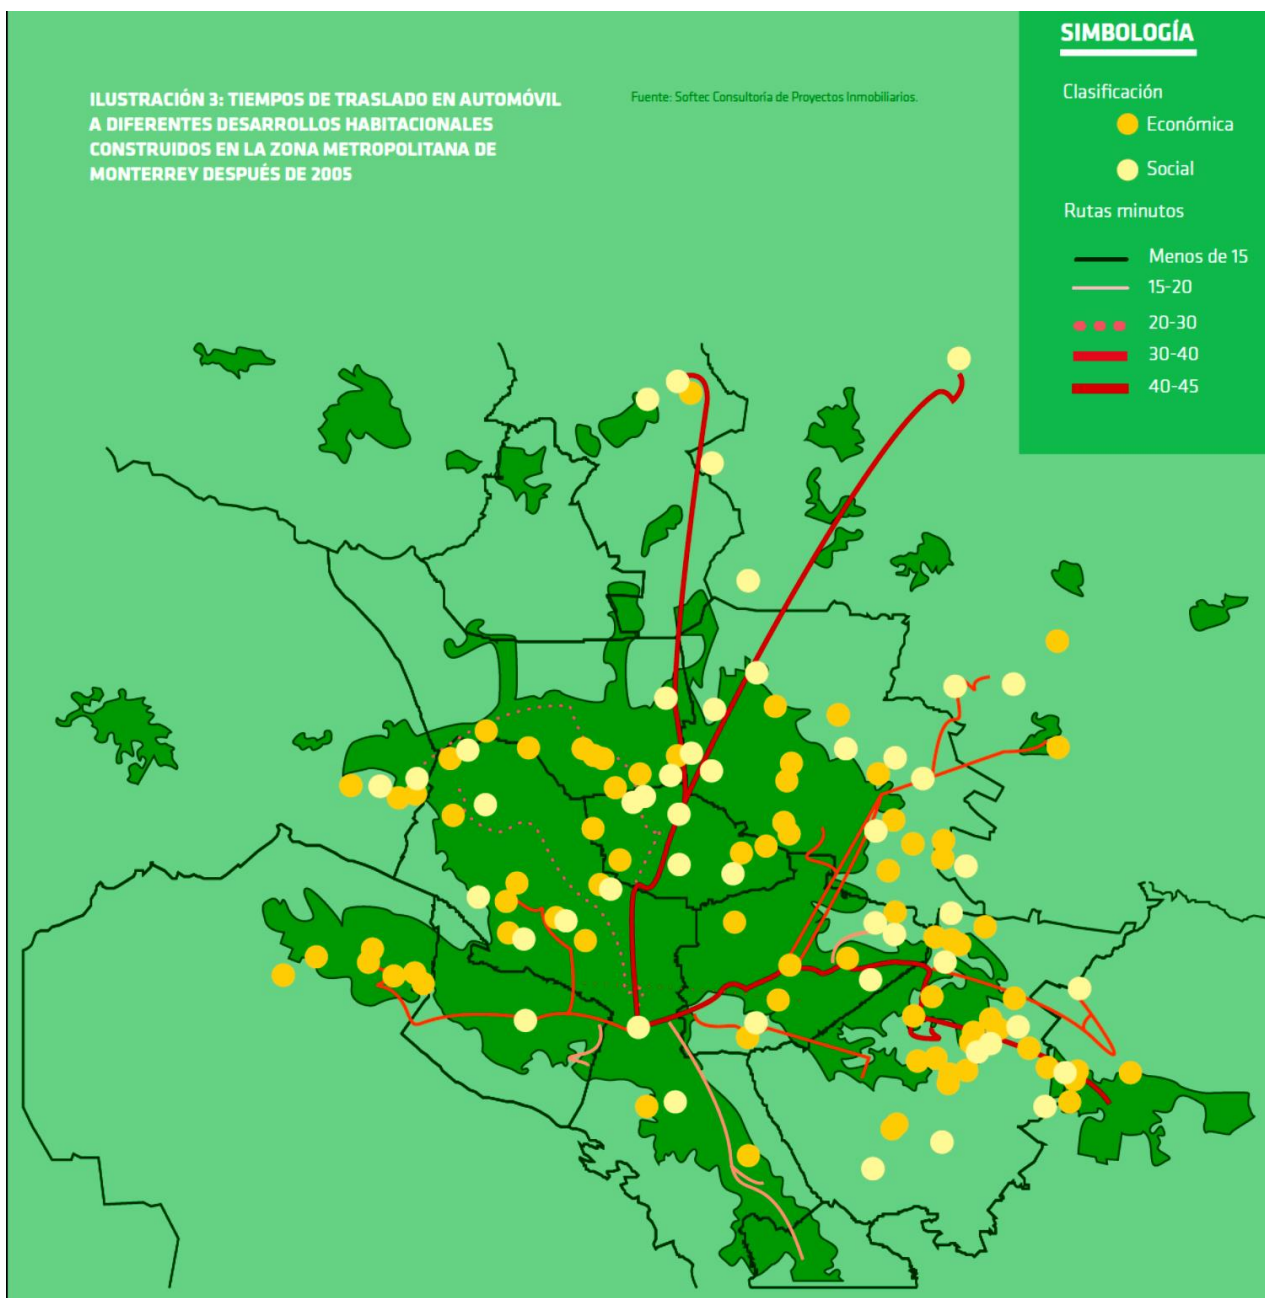 ILUSTRACIÓN 3: TIEMPOS DE TRASLADO EN AUTOMÓVIL
A DIFERENTES DESARROLLOS HABITACIONALES
CONSTRUIDOS EN LA ZONA METROPOLITANA DE
MONTERREY DESPUÉS DE 2005
Fuente: Softec Consultoría de Proyectos Inmobiliarios.
SIMBOLOGÍA
Clasificación
Económica
Social
Rutas minutos
Menos de 15
15-20
20-30
30-40
40-45